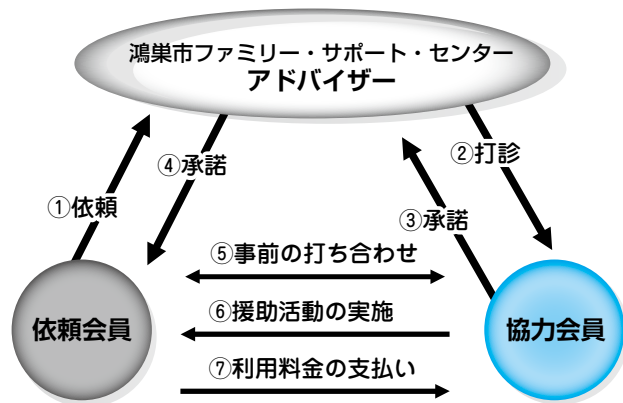 鴻巣市ファミリー・サポート・センター
アドバイザー
①依頼
④承諾
②打診
③承諾
⑤事前の打ち合わせ
⑥援助活動の実施
⑦利用料金の支払い
依頼会員
協力会員